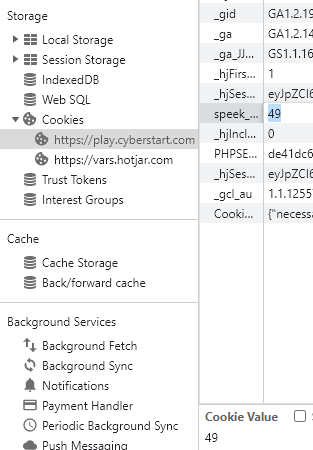 Storage
Local Storage
Session Storage
IndexedDB
Web SQL
Cookies
https://play.cyberstart.com
https://vars.hotjar.com
Trust Tokens
Interest Groups
Cache
Cache Storage
Back/forward cache
Background Services
Background Fetch
Background Sync
Notifications
Payment Handler
Periodic Background Sync
Push Messaging
_gid GA1.2.19
_ga GA1.2.14
_ga_JJ... GS1.1.16
_hjFirs... 1
_hjSes... eyJpZCI6
speek_... 49
_hjIncl... 0
PHPSE... de41dc6
_hjSes... eyJpZCI6
_gcl_au 1.1.1255
Cooki... {"necessa
Cookie Value S
49